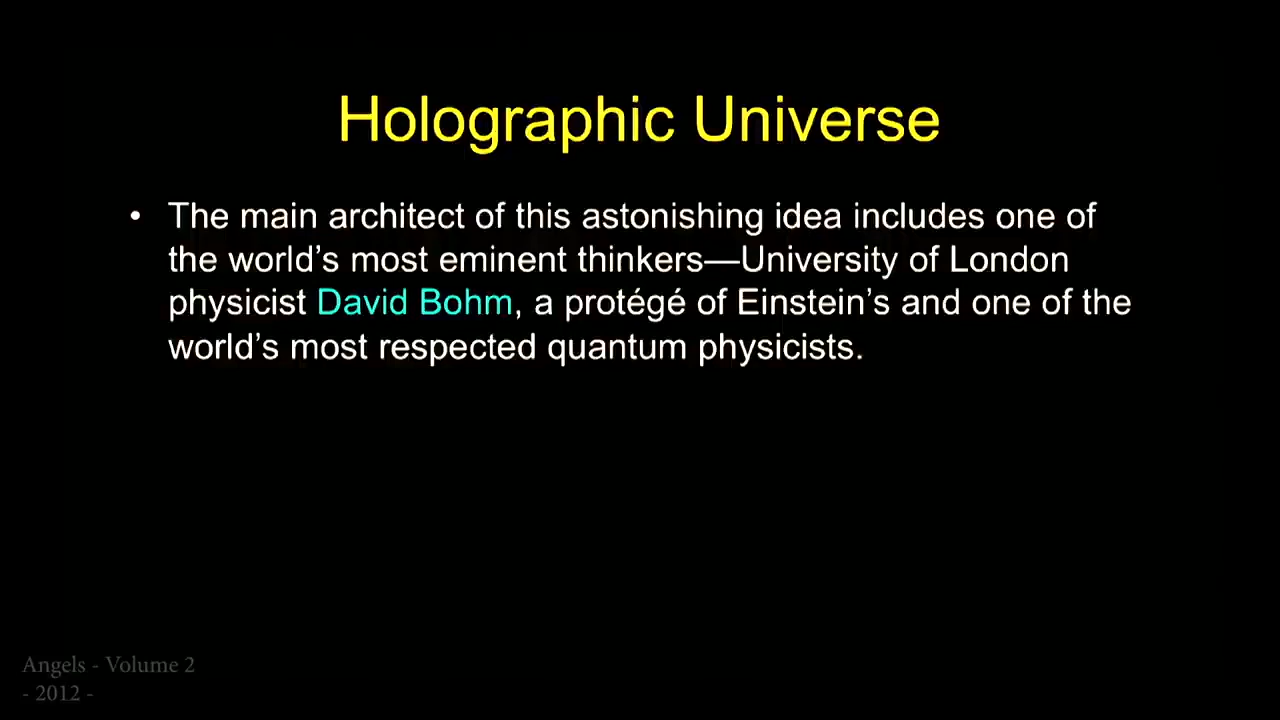 Holographic Universe
• The main architect of this astonishing idea includes one of
the world’s most eminent thinkers—University of London
physicist David Bohm, a protégé of Einstein’s and one of the
world’s most respected quantum physicists.
Angels - Volume 2
- 2012 -